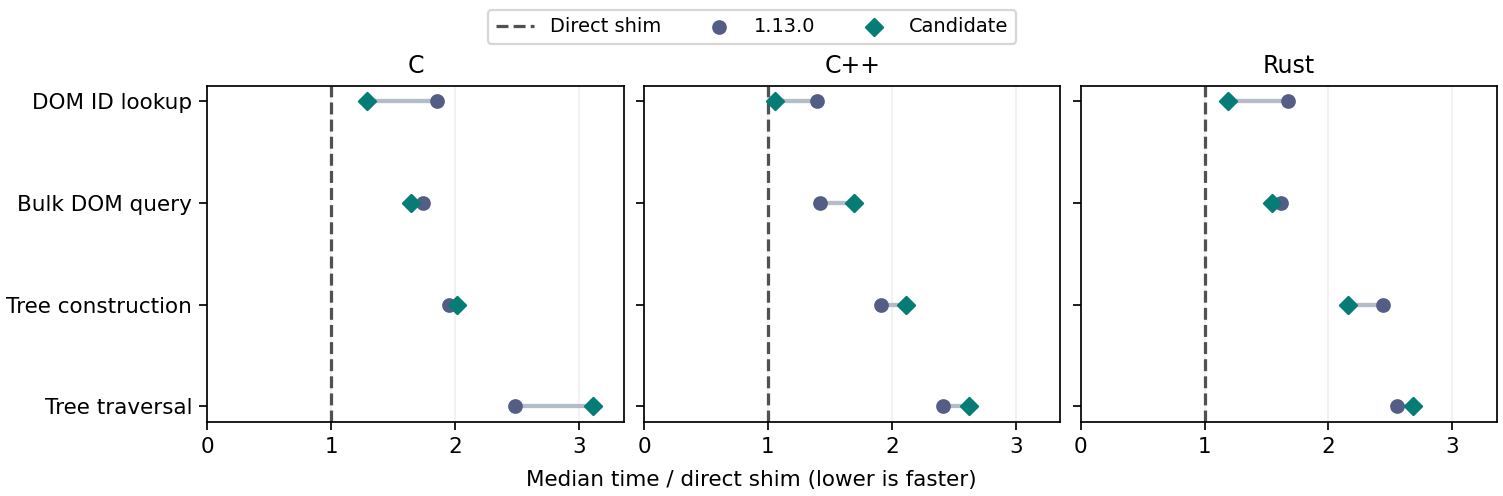 Direct shim 1.13.0 Candidate
C C++ Rust
DOM ID lookup
Bulk DOM query
Tree construction
Tree traversal
0 1 2 3 0 1 2 3 0 1 2 3
Median time / direct shim (lower is faster)